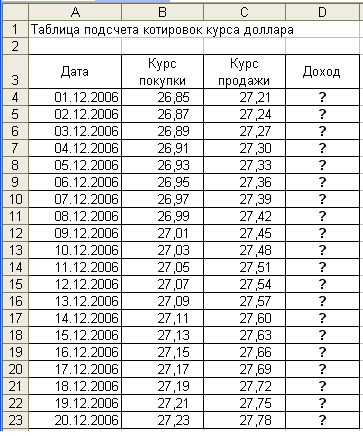 A B C D
1 Таблица подсчета котировок курса доллара
2
3 Дата Курс покупки Курс продажи Доход
4 01.12.2006 26,85 27,21 ?
5 02.12.2006 26,87 27,24 ?
6 03.12.2006 26,89 27,27 ?
7 04.12.2006 26,91 27,30 ?
8 05.12.2006 26,93 27,33 ?
9 06.12.2006 26,95 27,36 ?
10 07.12.2006 26,97 27,39 ?
11 08.12.2006 26,99 27,42 ?
12 09.12.2006 27,01 27,45 ?
13 10.12.2006 27,03 27,48 ?
14 11.12.2006 27,05 27,51 ?
15 12.12.2006 27,07 27,54 ?
16 13.12.2006 27,09 27,57 ?
17 14.12.2006 27,11 27,60 ?
18 15.12.2006 27,13 27,63 ?
19 16.12.2006 27,15 27,66 ?
20 17.12.2006 27,17 27,69 ?
21 18.12.2006 27,19 27,72 ?
22 19.12.2006 27,21 27,75 ?
23 20.12.2006 27,23 27,78 ?